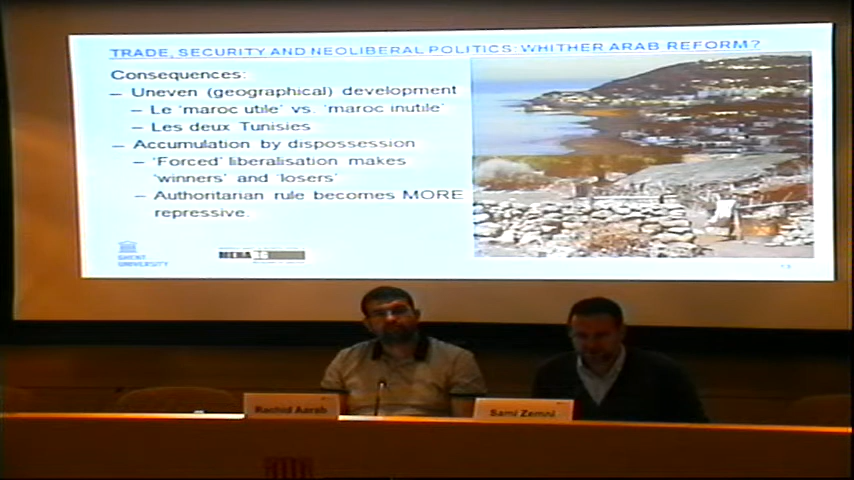 TRADE, SECURITY AND NEOLIBERAL POLITICS: WHITHER ARAB REFORM?
Consequences:
– Uneven (geographical) development
– Le 'maroc utile' vs. 'maroc inutile'
– Les deux Tunisies
– Accumulation by dispossession
– 'Forced' liberalisation makes
'winners' and 'losers'
– Authoritarian rule becomes MORE
repressive.
GHENT
UNIVERSITY
Rachid Aarab
Sami Zemni